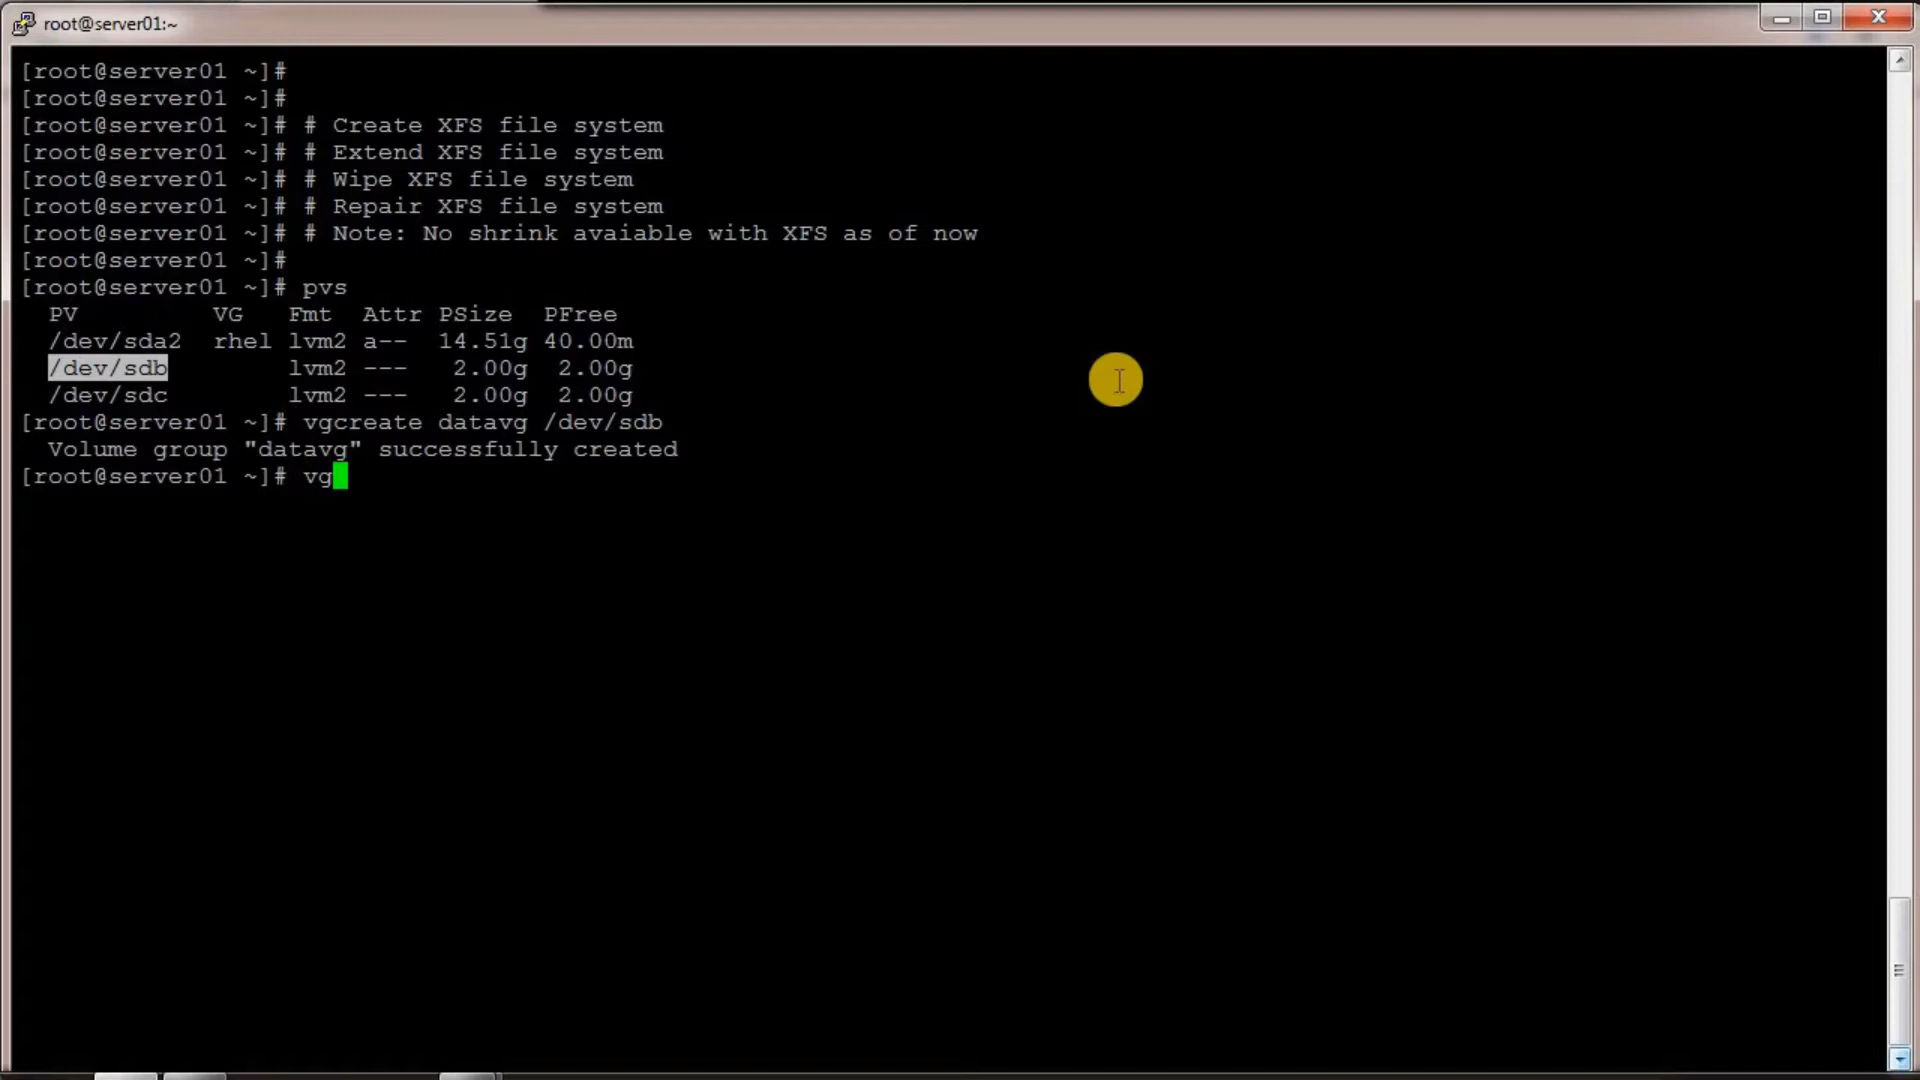 root@server01:~
[root@server01 ~]#
[root@server01 ~]#
[root@server01 ~]# # Create XFS file system
[root@server01 ~]# # Extend XFS file system
[root@server01 ~]# # Wipe XFS file system
[root@server01 ~]# # Repair XFS file system
[root@server01 ~]# # Note: No shrink avaiable with XFS as of now
[root@server01 ~]#
[root@server01 ~]# pvs
PV VG Fmt Attr PSize PFree
/dev/sda2 rhel lvm2 a-- 14.51g 40.00m
/dev/sdb lvm2 --- 2.00g 2.00g
/dev/sdc lvm2 --- 2.00g 2.00g
[root@server01 ~]# vgcreate datavg /dev/sdb
Volume group "datavg" successfully created
[root@server01 ~]# vg